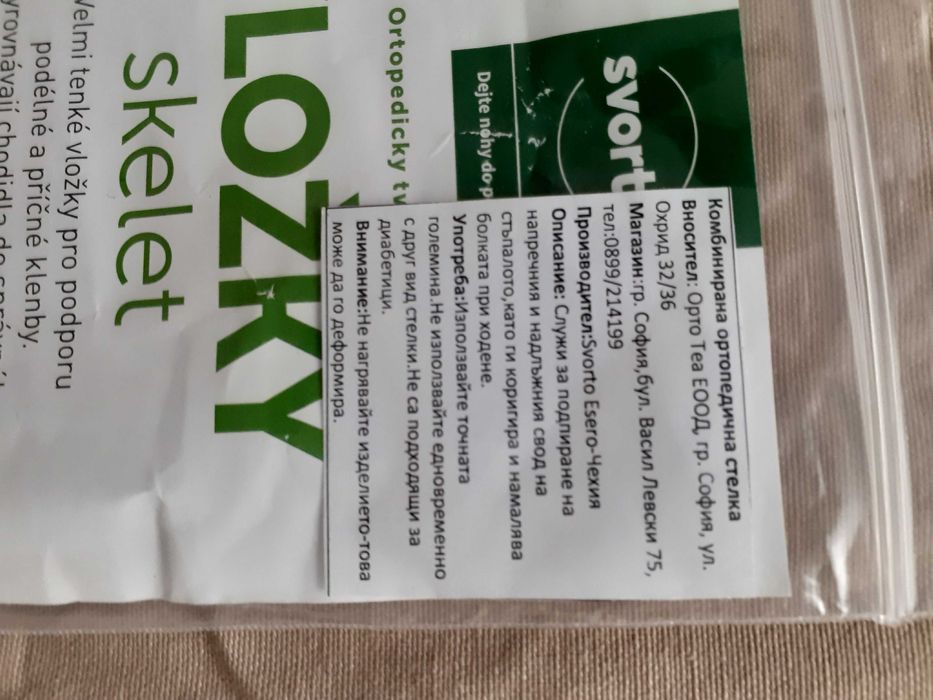 svort
Dejte nohy do p
Ortopedicky tv
LOŽKY
skelet
Velmi tenké vložky pro podporu
podélné a příčné klenby.
Комбинирана ортопедична стелка
Вносител: Орто Теа ЕООД, гр. София, ул.
Охрид 32/36
Магазин:гр. София,бул. Васил Левски 75,
тел:0899/214199
Производител:Svorto Esero-Чехия
Описание: Служи за подпиране на
напречния и надлъжния свод на
стъпалото,като ги коригира и намалява
болката при ходене.
Употреба:Използвайте точната
големина.Не използвайте едновременно
с друг вид стелки.Не са подходящи за
диабетици.
Внимание:Не нагрявайте изделието-това
може да го деформира.